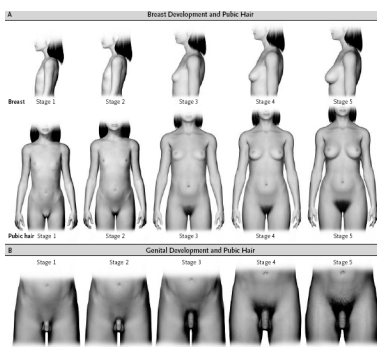 A Breast Development and Pubic Hair
Breast Stage 1 Stage 2 Stage 3 Stage 4 Stage 5
Pubic hair Stage 1 Stage 2 Stage 3 Stage 4 Stage 5
B Genital Development and Pubic Hair
Stage 1 Stage 2 Stage 3 Stage 4 Stage 5